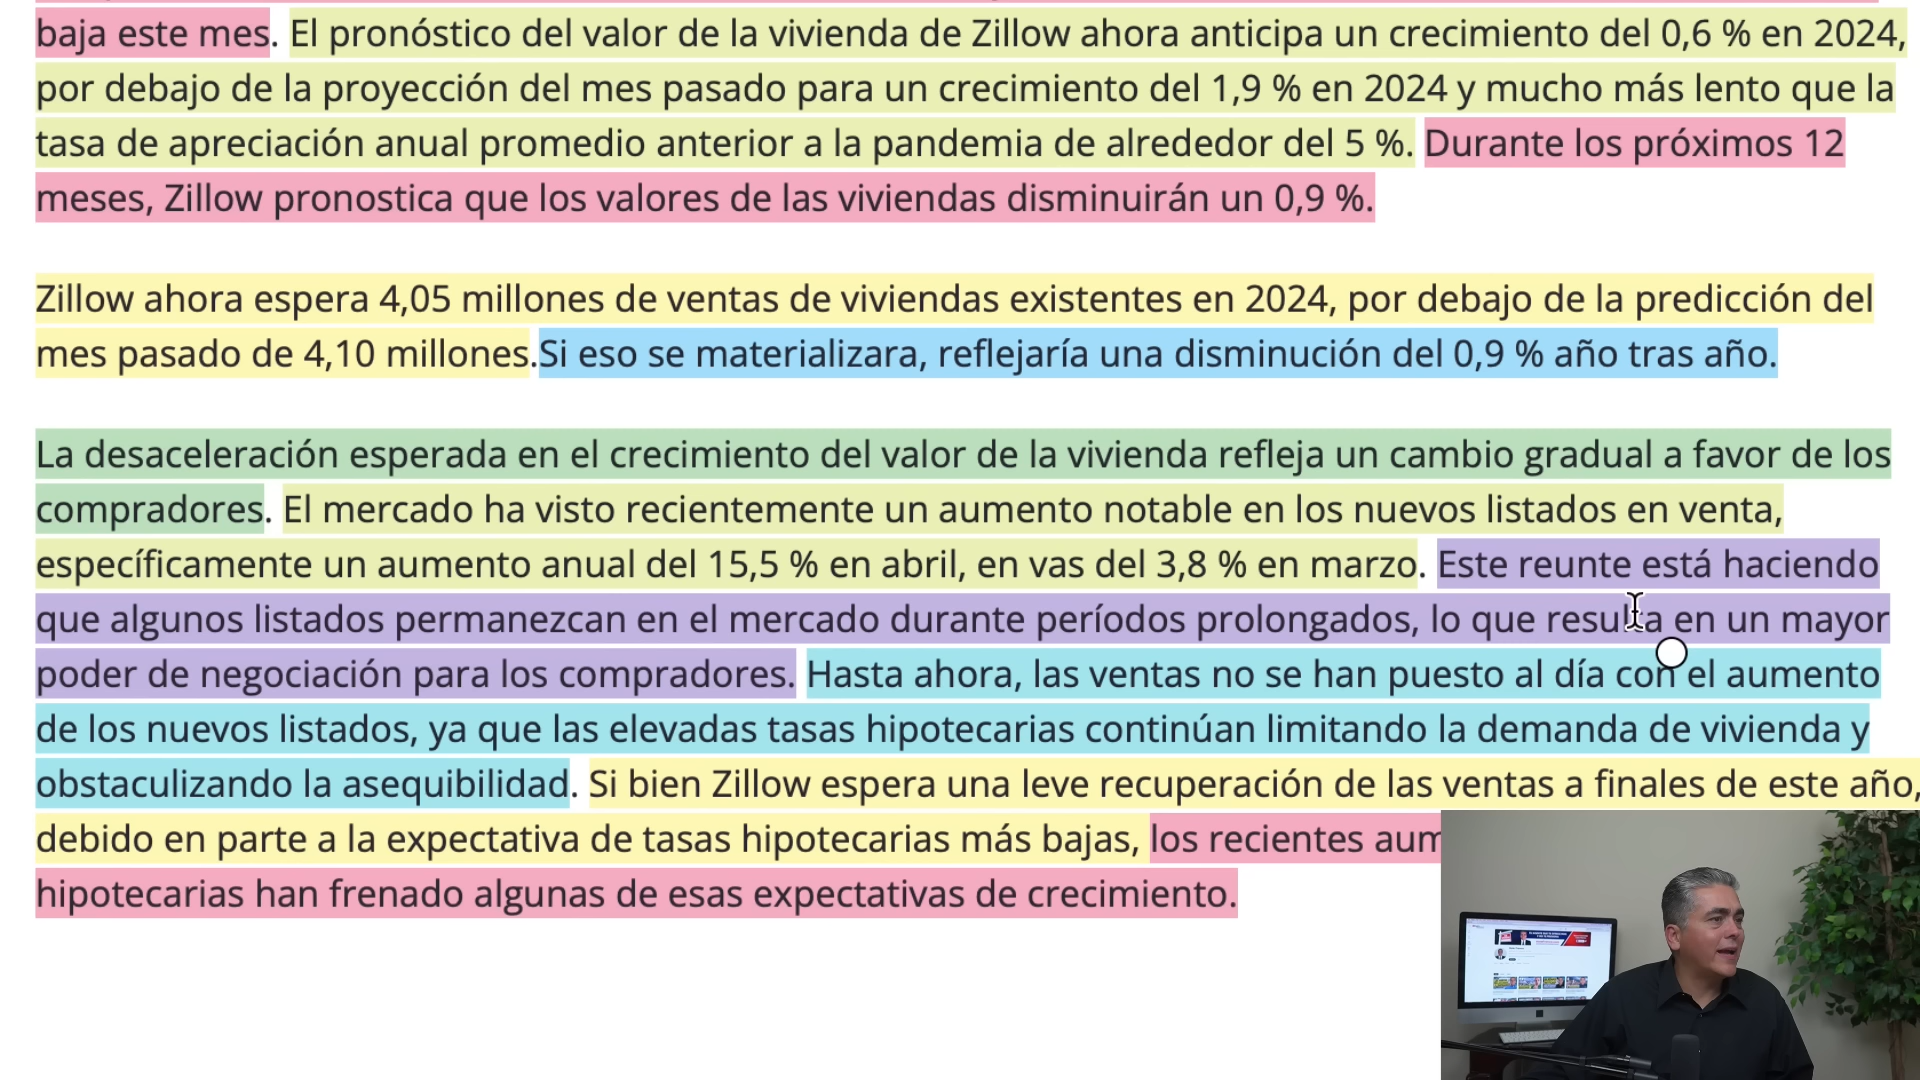 baja este mes. El pronóstico del valor de la vivienda de Zillow ahora anticipa un crecimiento del 0,6 % en 2024,
por debajo de la proyección del mes pasado para un crecimiento del 1,9 % en 2024 y mucho más lento que la
tasa de apreciación anual promedio anterior a la pandemia de alrededor del 5 %. Durante los próximos 12
meses, Zillow pronostica que los valores de las viviendas disminuirán un 0,9 %.
Zillow ahora espera 4,05 millones de ventas de viviendas existentes en 2024, por debajo de la predicción del
mes pasado de 4,10 millones.Si eso se materializara, reflejaría una disminución del 0,9 % año tras año.
La desaceleración esperada en el crecimiento del valor de la vivienda refleja un cambio gradual a favor de los
compradores. El mercado ha visto recientemente un aumento notable en los nuevos listados en venta,
específicamente un aumento anual del 15,5 % en abril, en vas del 3,8 % en marzo. Este reunte está haciendo
que algunos listados permanezcan en el mercado durante períodos prolongados, lo que resulta en un mayor
poder de negociación para los compradores. Hasta ahora, las ventas no se han puesto al día con el aumento
de los nuevos listados, ya que las elevadas tasas hipotecarias continúan limitando la demanda de vivienda y
obstaculizando la asequibilidad. Si bien Zillow espera una leve recuperación de las ventas a finales de este año,
debido en parte a la expectativa de tasas hipotecarias más bajas, los recientes aum
hipotecarias han frenado algunas de esas expectativas de crecimiento.